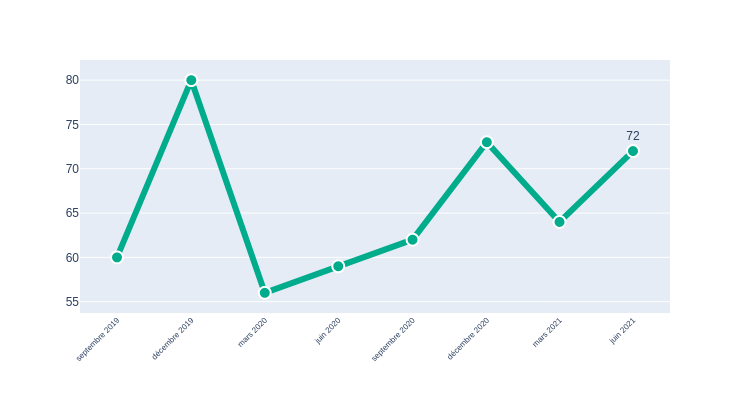 80
75
70
65
60
55
72
septembre 2019
décembre 2019
mars 2020
juin 2020
septembre 2020
décembre 2020
mars 2021
juin 2021